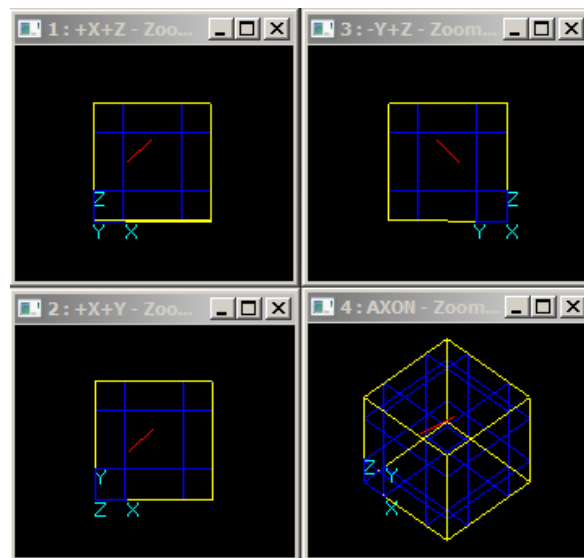 1 : +X+Z - Zoo...
Z
Y X
3 : -Y+Z - Zoom...
Z
Y X
2 : +X+Y - Zoo...
Y
Z X
4 : AXON - Zoom...
Z Y
X